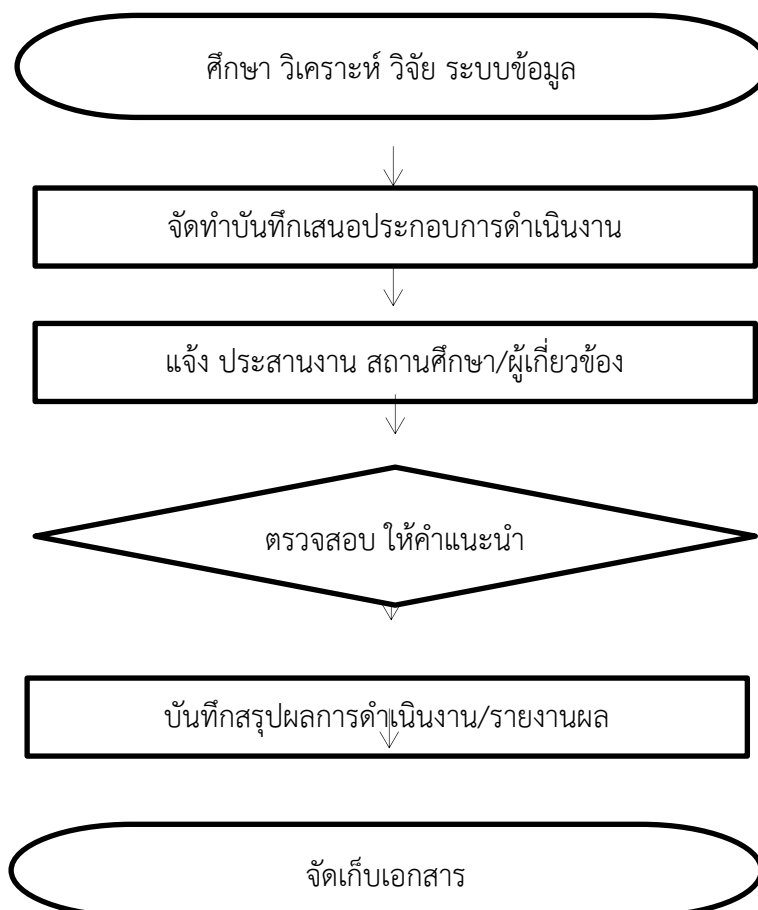 ศึกษา วิเคราะห์ วิจัย ระบบข้อมูล
จัดทำบันทึกเสนอประกอบการดำเนินงาน
แจ้ง ประสานงาน สถานศึกษา/ผู้เกี่ยวข้อง
ตรวจสอบ ให้คำแนะนำ
บันทึกสรุปผลการดำเนินงาน/รายงานผล
จัดเก็บเอกสาร